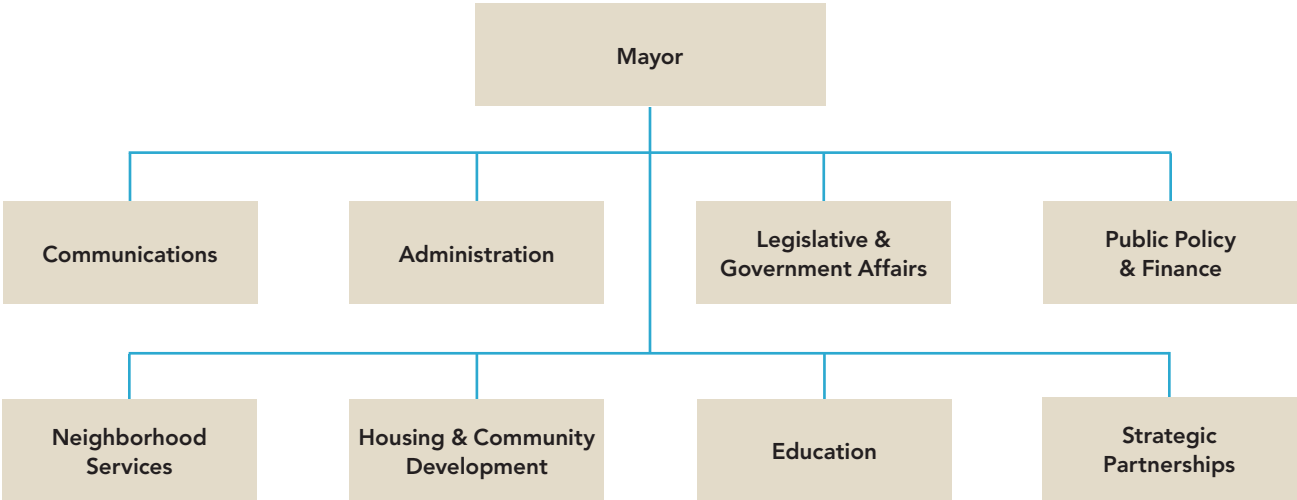 Mayor
Communications
Administration
Legislative &
Government Affairs
Public Policy
& Finance
Neighborhood
Services
Housing & Community
Development
Education
Strategic
Partnerships